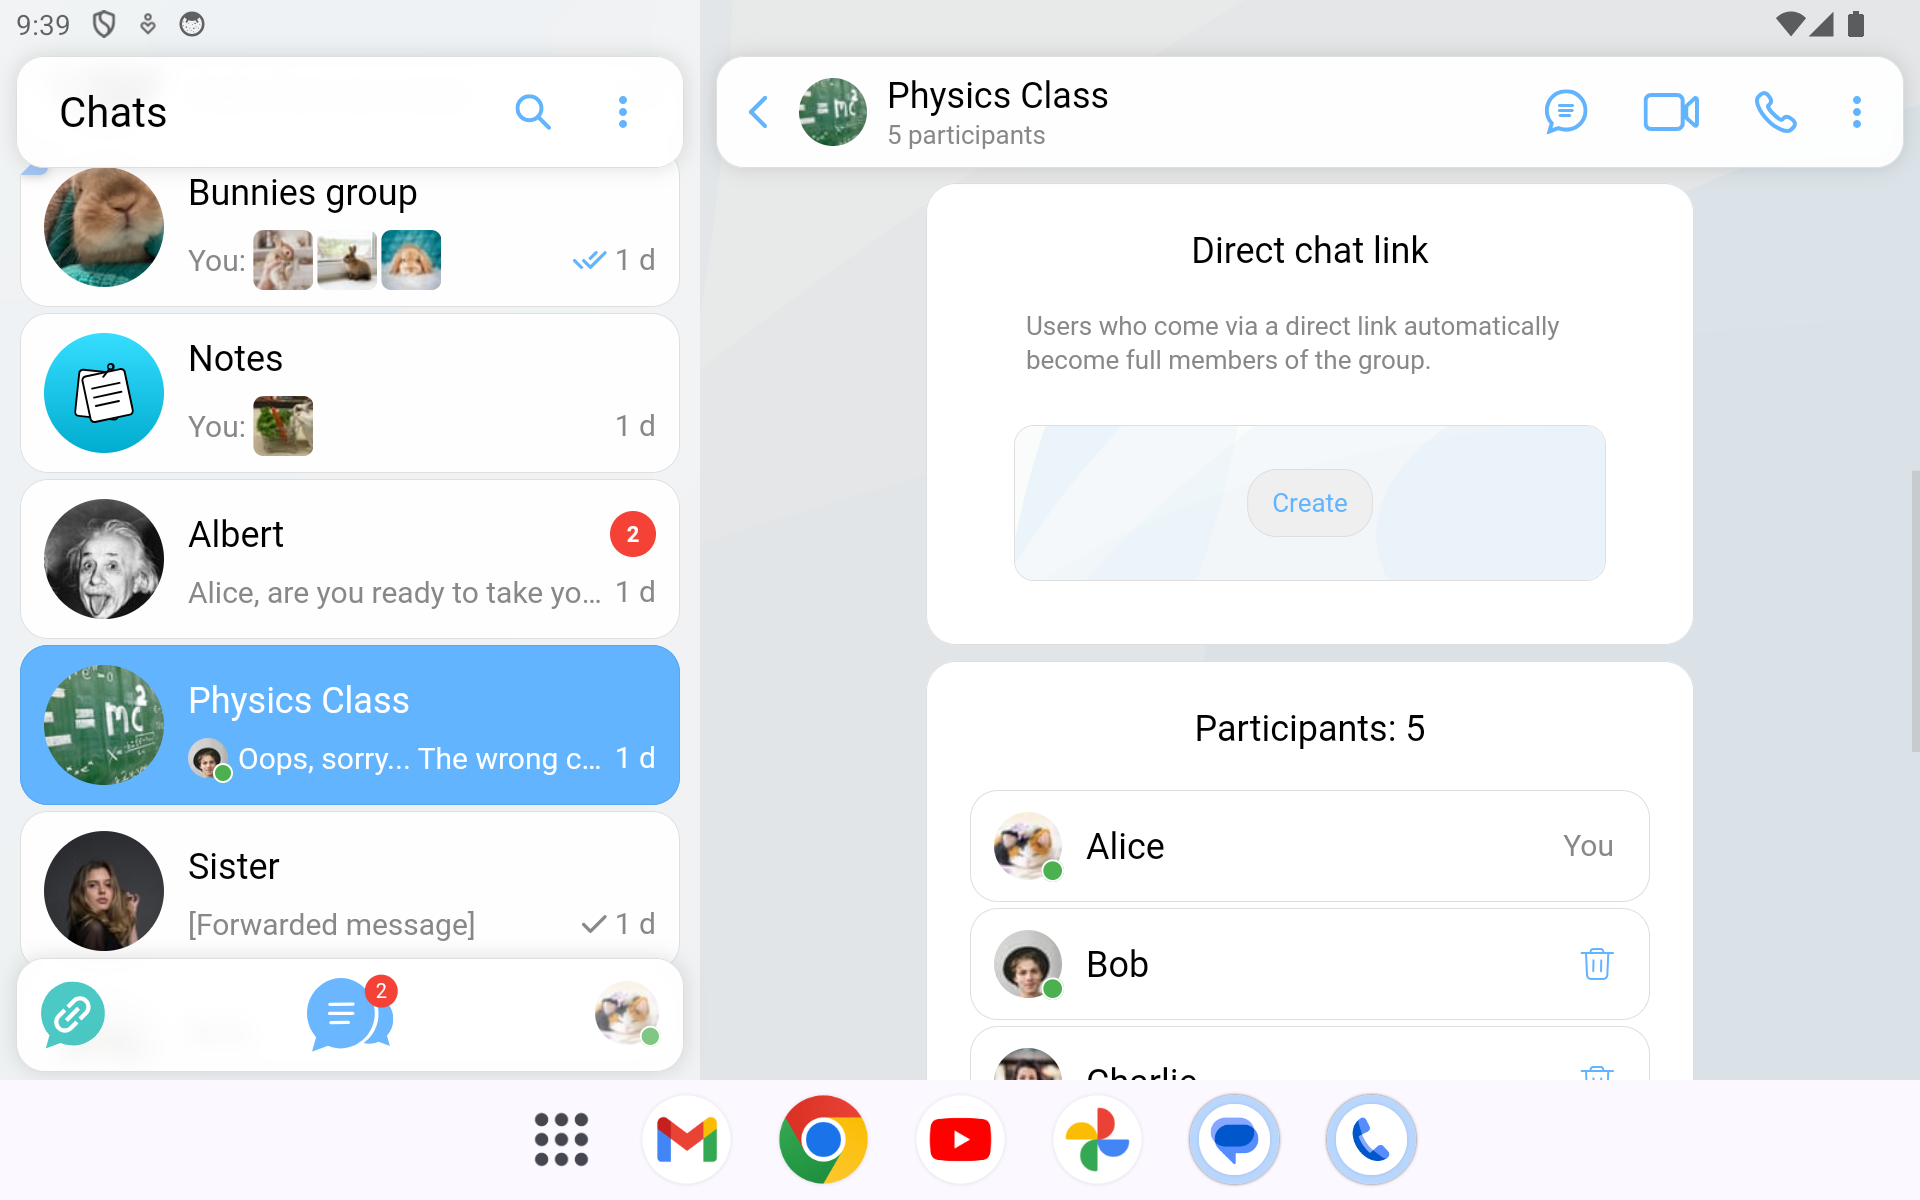 9:39
Chats
Bunnies group
You:
1 d
Notes
You:
1 d
Albert
2
Alice, are you ready to take yo...
1 d
Physics Class
Oops, sorry... The wrong c...
1 d
Sister
[Forwarded message]
1 d
2
Physics Class
5 participants
Direct chat link
Users who come via a direct link automatically
become full members of the group.
Create
Participants: 5
Alice
You
Bob
Charlie